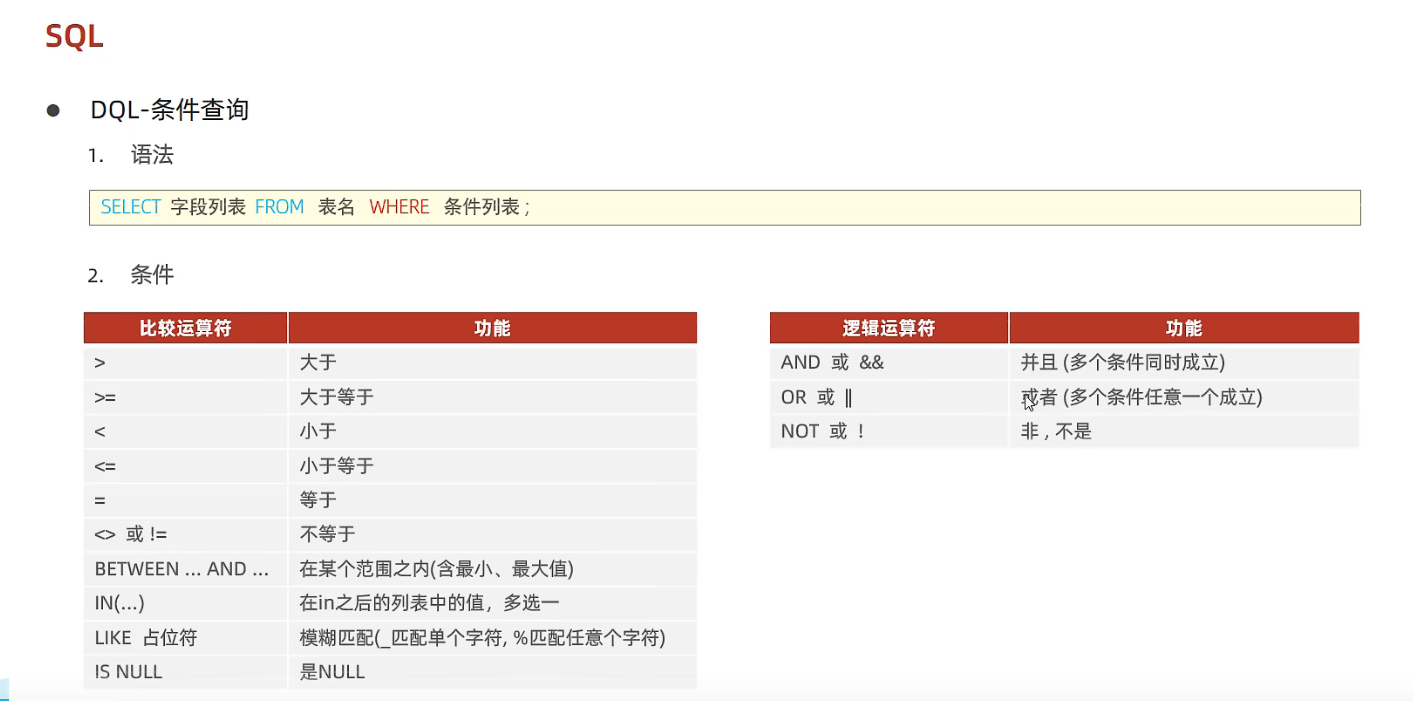 SQL
● DQL-条件查询
1. 语法
SELECT 字段列表 FROM 表名 WHERE 条件列表 ;
2. 条件
比较运算符 功能
> 大于
>= 大于等于
< 小于
<= 小于等于
= 等于
<> 或 != 不等于
BETWEEN ... AND ... 在某个范围之内(含最小、最大值)
IN(...) 在in之后的列表中的值，多选一
LIKE 占位符 模糊匹配(_匹配单个字符, %匹配任意个字符)
IS NULL 是NULL
逻辑运算符 功能
AND 或 && 并且 (多个条件同时成立)
OR 或 || 或者 (多个条件任意一个成立)
NOT 或 ! 非 , 不是